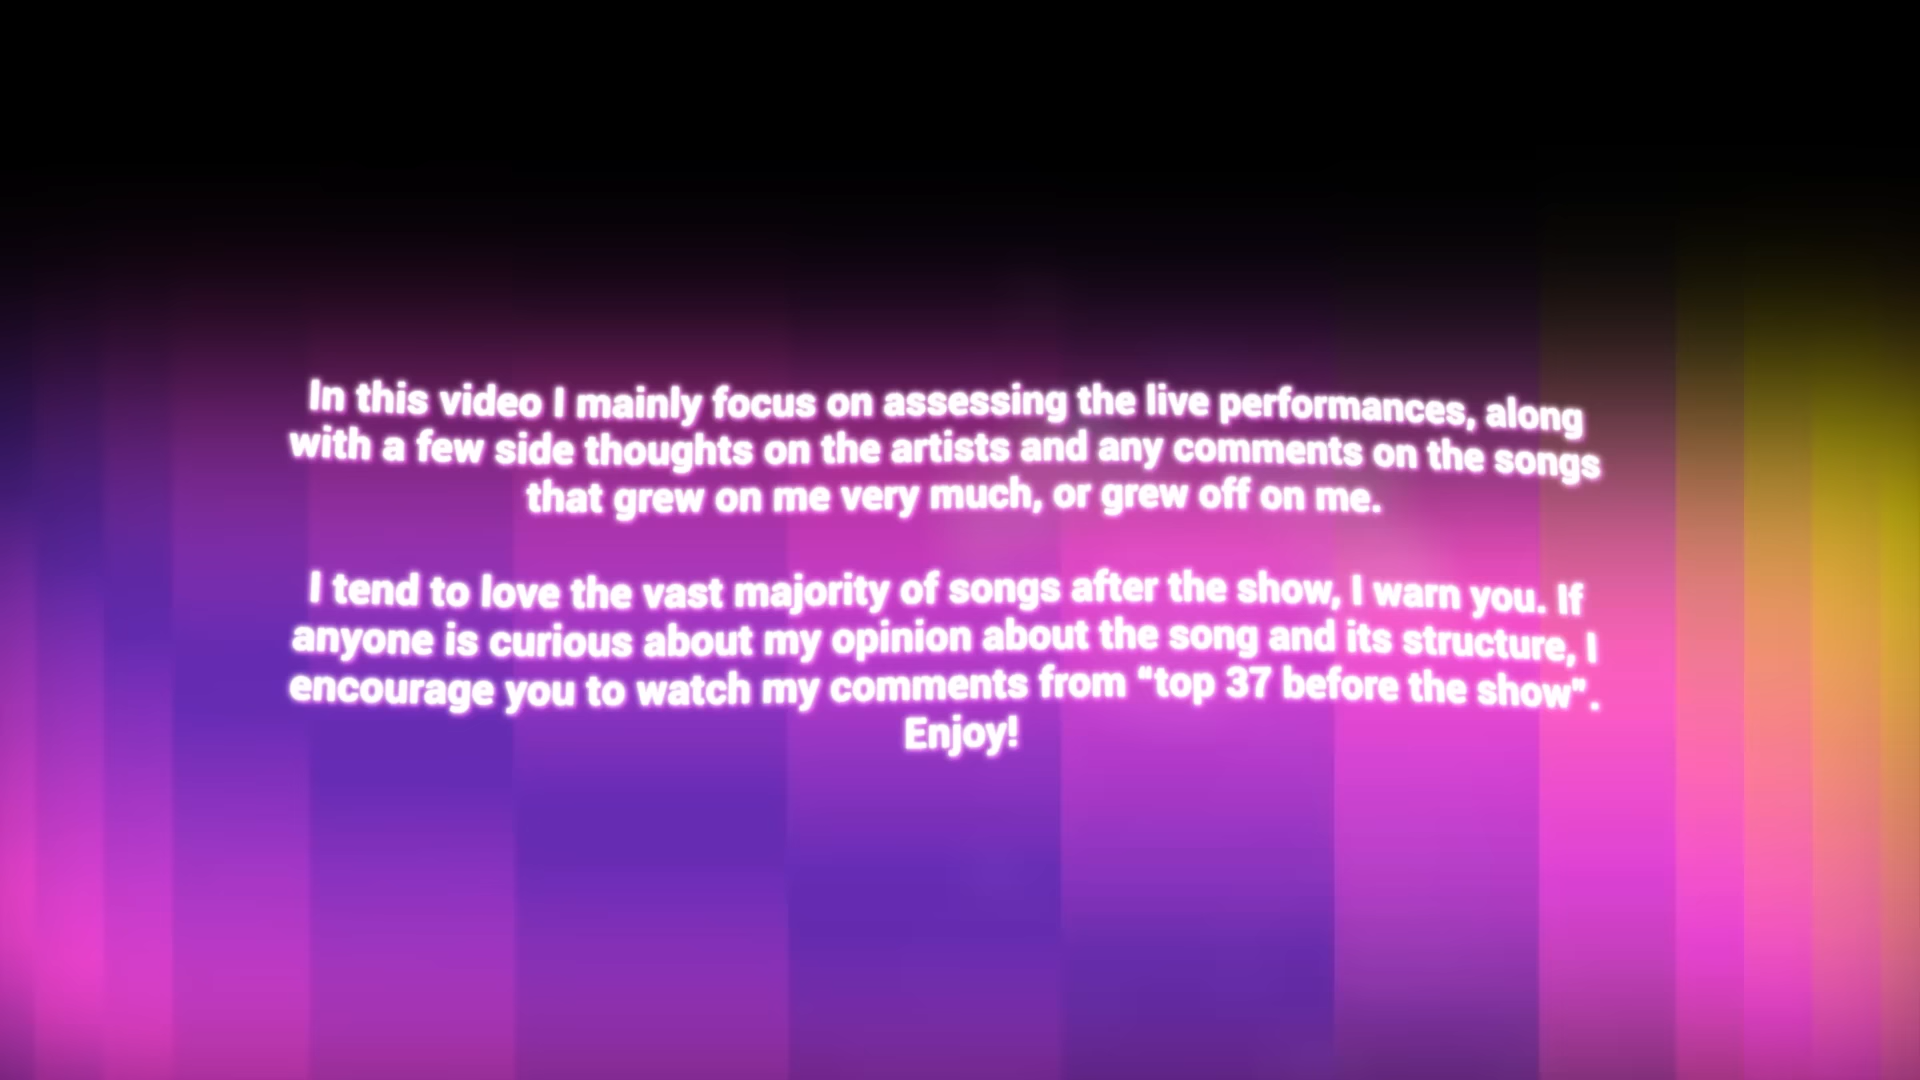 In this video I mainly focus on assessing the live performances, along
with a few side thoughts on the artists and any comments on the songs
that grew on me very much, or grew off on me.
I tend to love the vast majority of songs after the show, I warn you. If
anyone is curious about my opinion about the song and its structure, I
encourage you to watch my comments from “top 37 before the show”.
Enjoy!